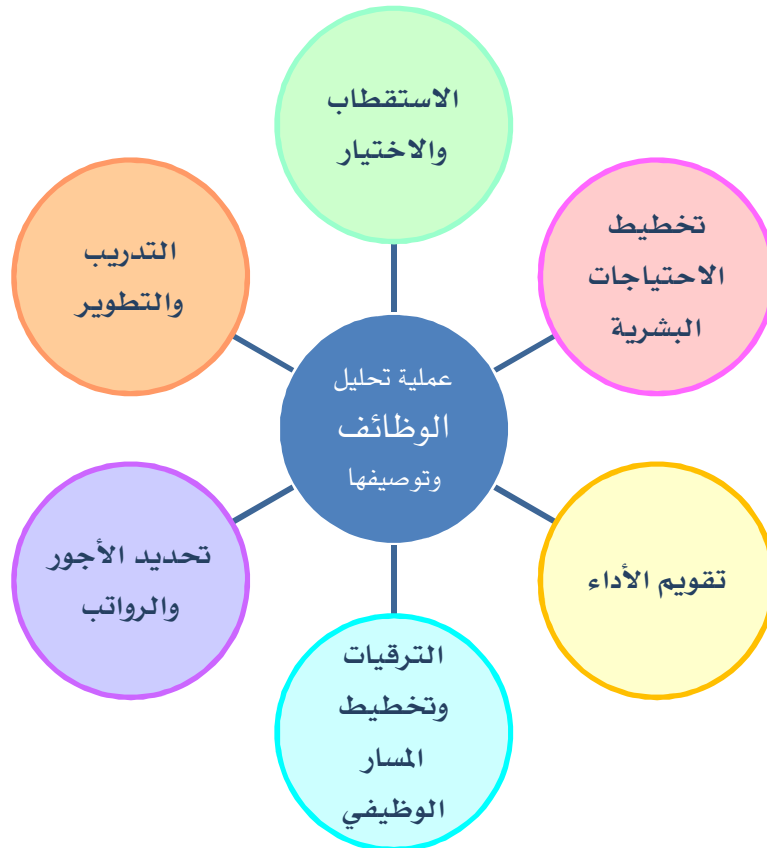 الاستقطاب
والاختيار
تخطيط
الاحتياجات
البشرية
التدريب
والتطوير
عملية تحليل
الوظائف
وتوصيفها
تحديد الأجور
والرواتب
تقويم الأداء
الترقيات
وتخطيط
المسار
الوظيفي